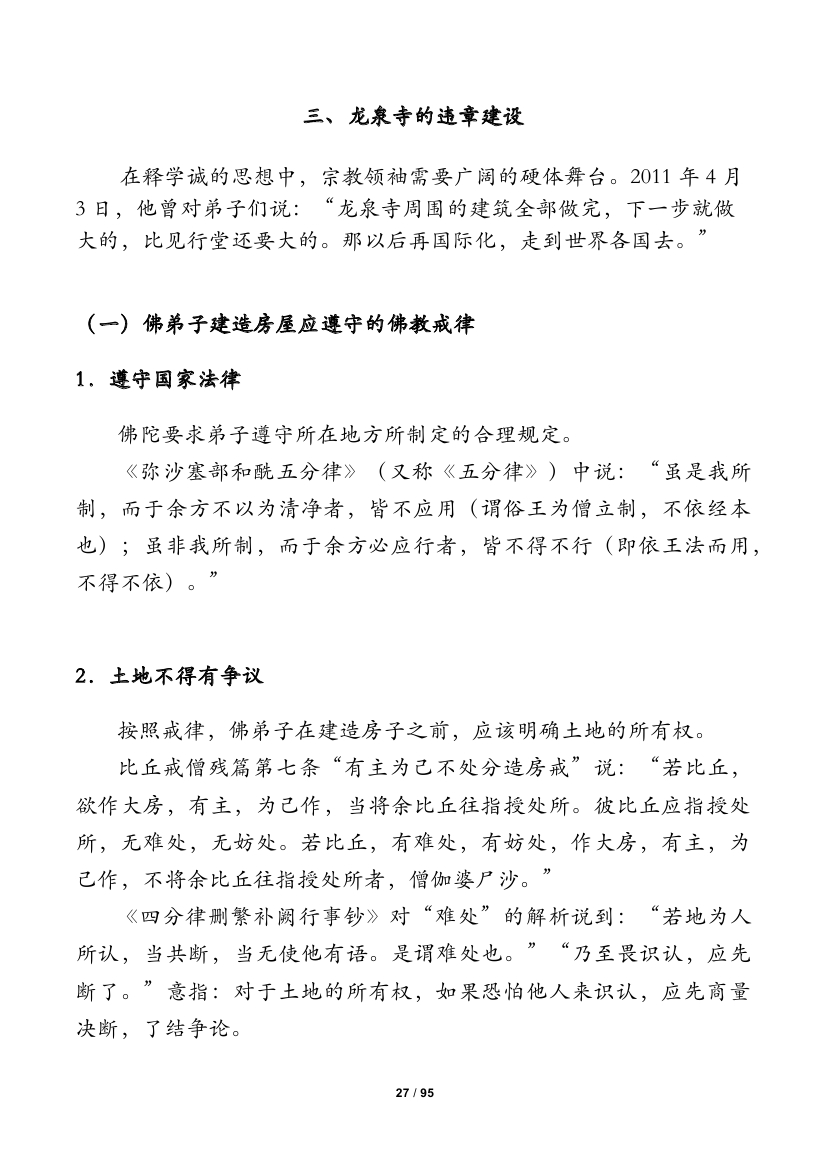 三、龙泉寺的违章建设
在释学诚的思想中，宗教领袖需要广阔的硬体舞台。2011 年 4 月
3 日，他曾对弟子们说：“龙泉寺周围的建筑全部做完，下一步就做
大的，比见行堂还要大的。那以后再国际化，走到世界各国去。”
（一）佛弟子建造房屋应遵守的佛教戒律
1．遵守国家法律
佛陀要求弟子遵守所在地方所制定的合理规定。
《弥沙塞部和酰五分律》（又称《五分律》）中说：“虽是我所
制，而于余方不以为清净者，皆不应用（谓俗王为僧立制，不依经本
也）；虽非我所制，而于余方必应行者，皆不得不行（即依王法而用，
不得不依）。”
2．土地不得有争议
按照戒律，佛弟子在建造房子之前，应该明确土地的所有权。
比丘戒僧残篇第七条“有主为己不处分造房戒”说：“若比丘，
欲作大房，有主，为己作，当将余比丘往指授处所。彼比丘应指授处
所，无难处，无妨处。若比丘，有难处，有妨处，作大房，有主，为
己作，不将余比丘往指授处所者，僧伽婆尸沙。”
《四分律删繁补阙行事钞》对“难处”的解析说到：“若地为人
所认，当共断，当无使他有语。是谓难处也。”“乃至畏识认，应先
断了。”意指：对于土地的所有权，如果恐怕他人来识认，应先商量
决断，了结争论。
27 / 95